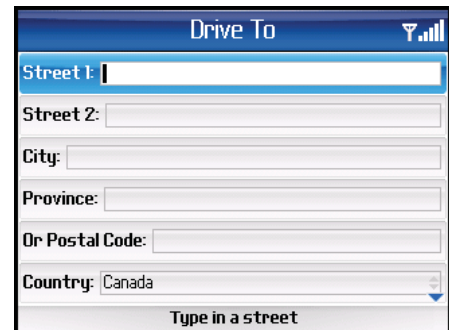 Drive To
Street 1:
Street 2:
City:
Province:
Or Postal Code:
Country: Canada
Type in a street